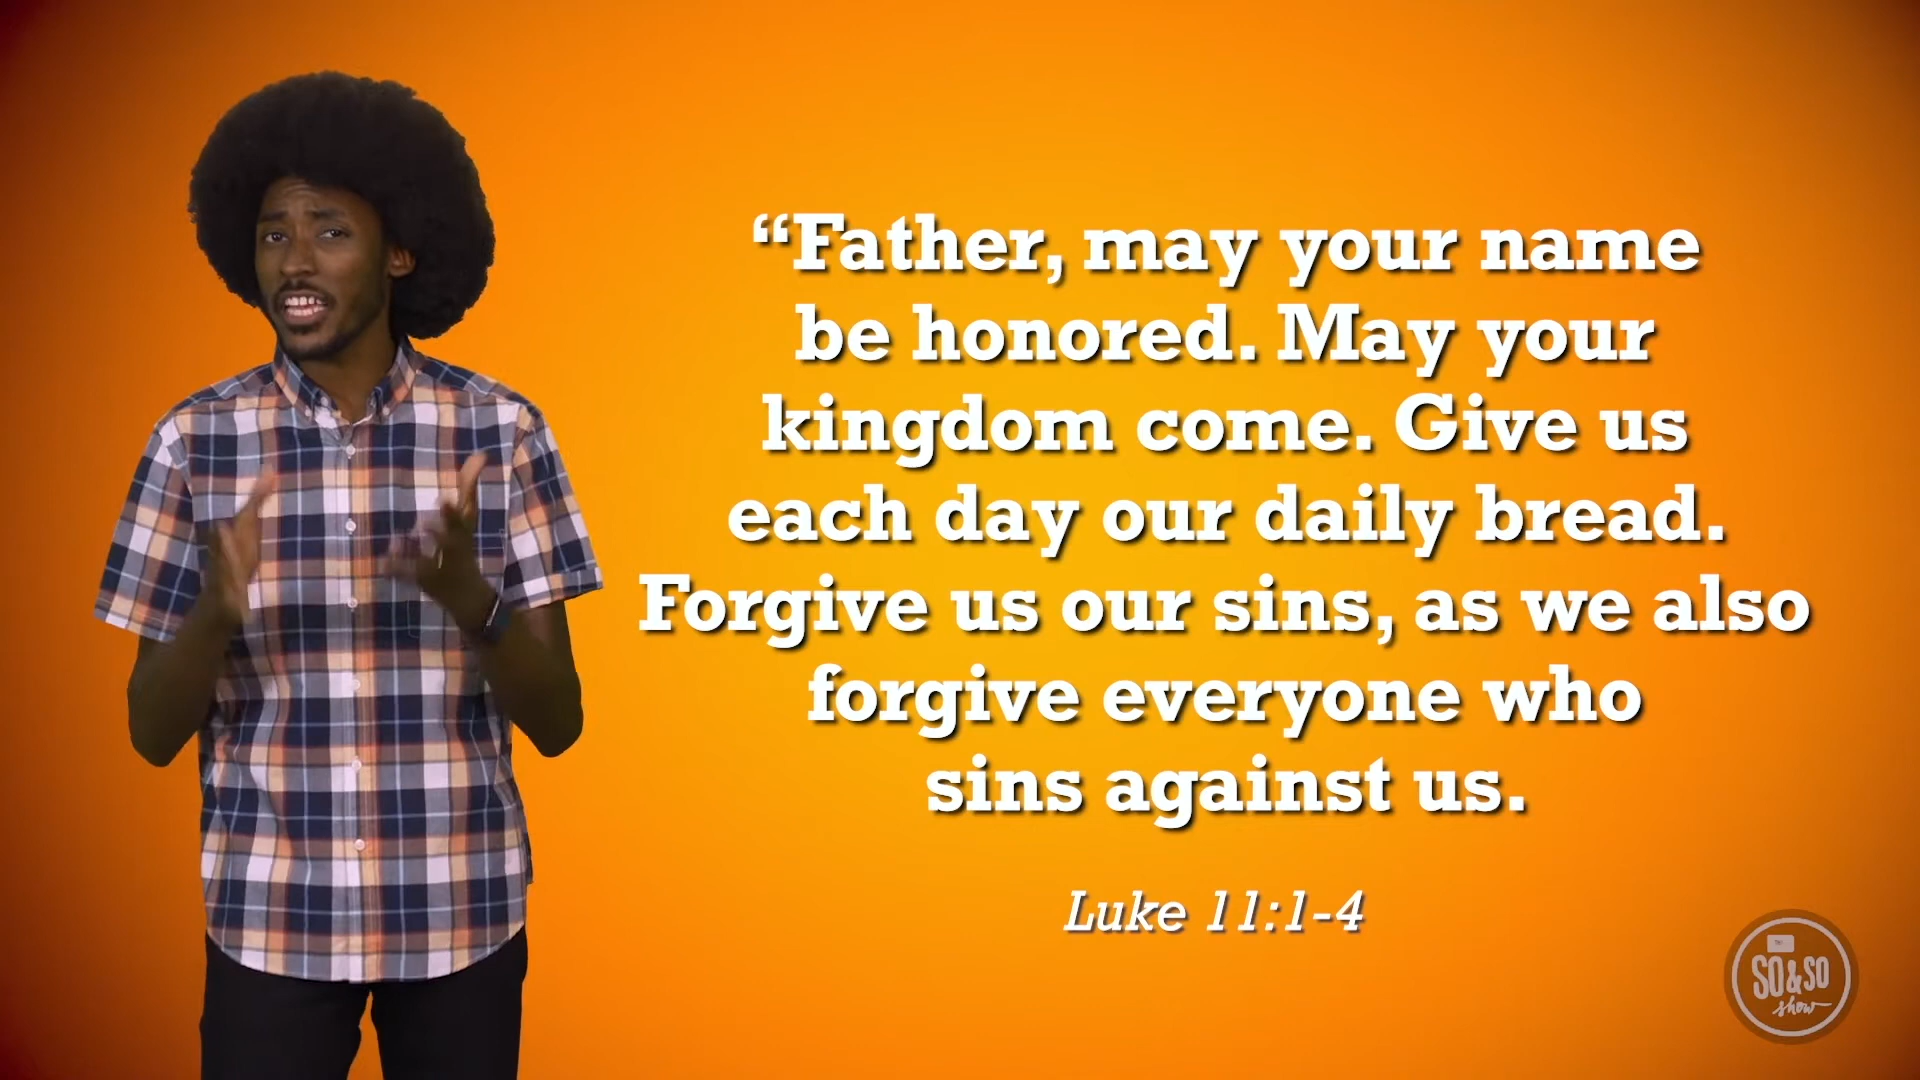 “Father, may your name
be honored. May your
kingdom come. Give us
each day our daily bread.
Forgive us our sins, as we also
forgive everyone who
sins against us.
Luke 11:1-4
SO&SO
show